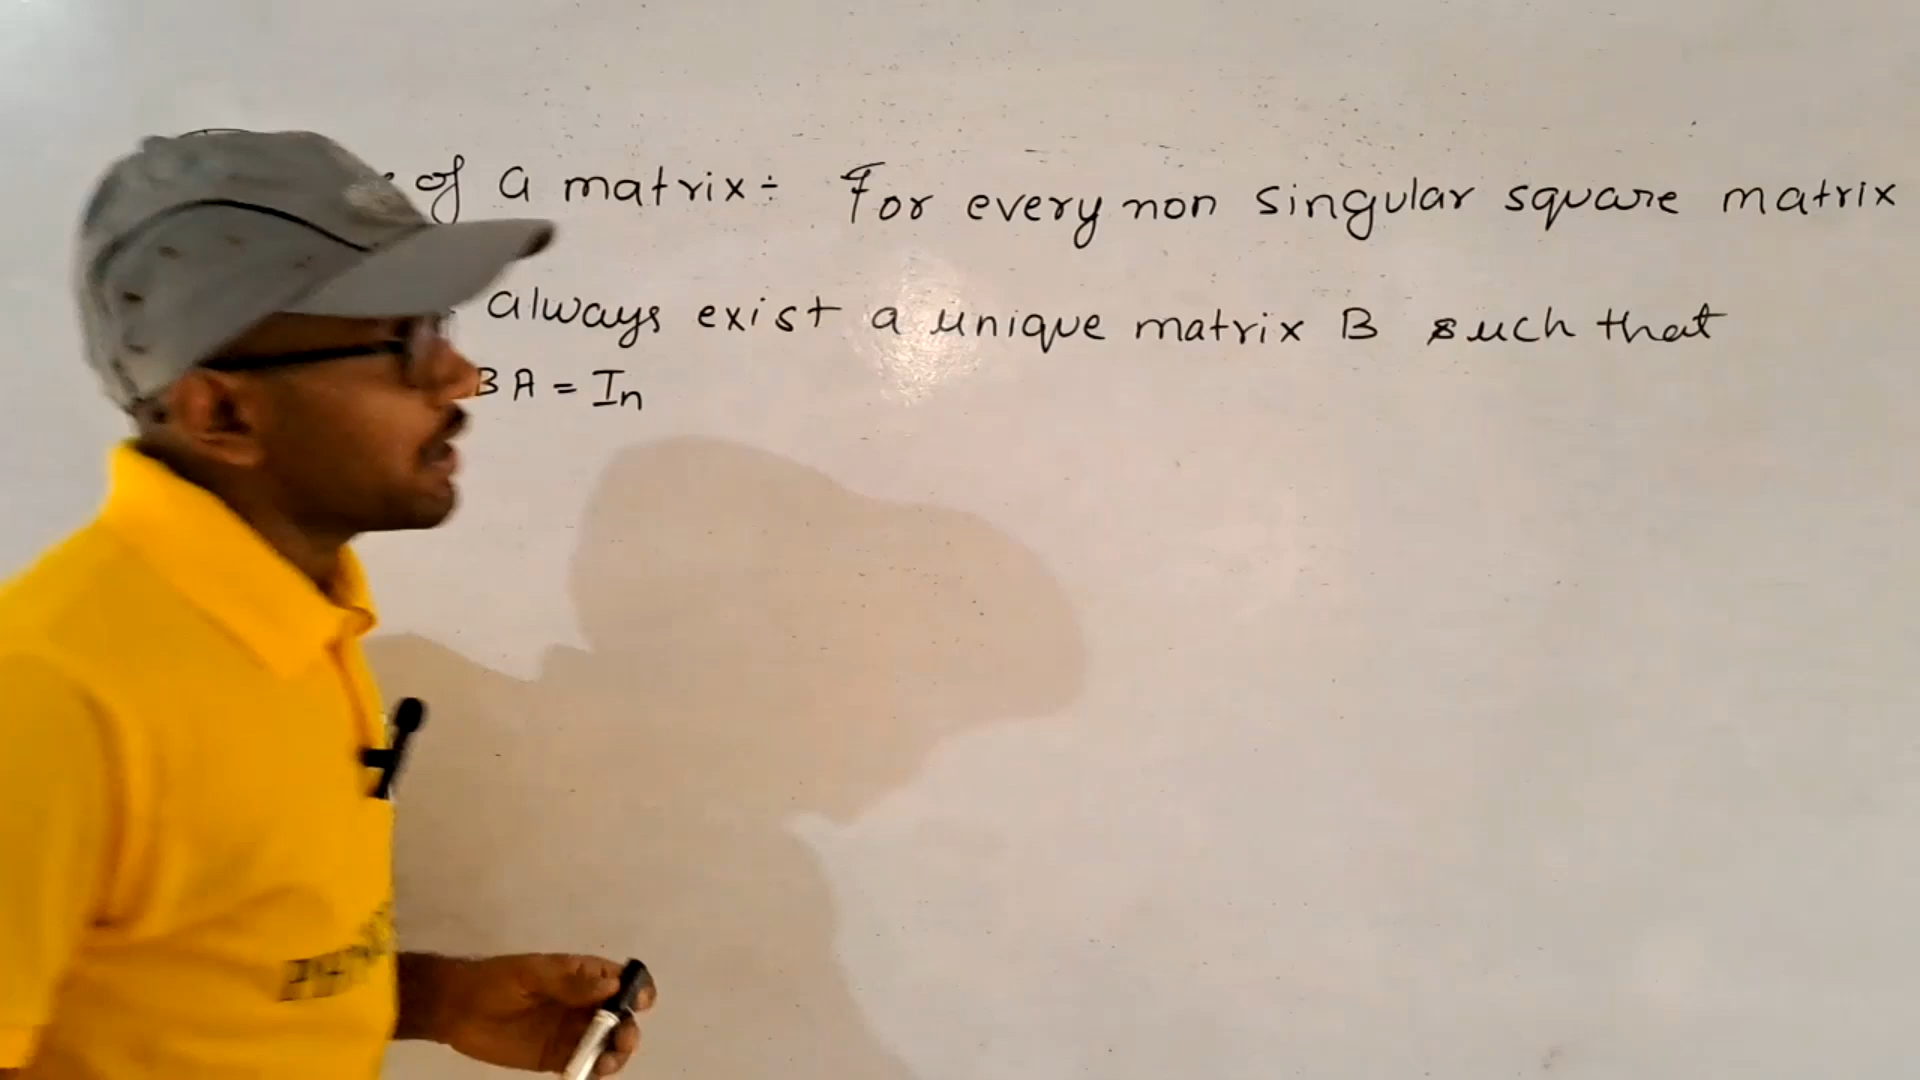 of a matrix ÷ For every non singular square matrix
always exist a unique matrix B such that
BA = In